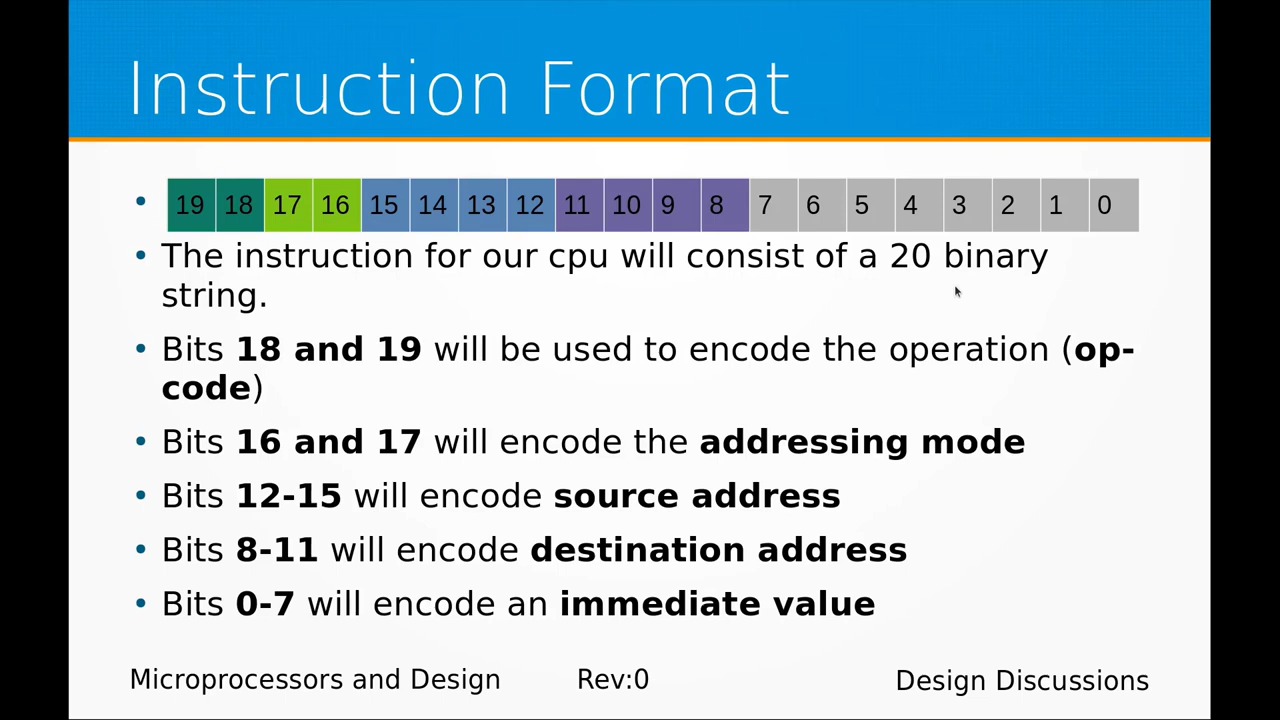 Instruction Format
19 18 17 16 15 14 13 12 11 10 9 8 7 6 5 4 3 2 1 0
• The instruction for our cpu will consist of a 20 binary
string.
• Bits 18 and 19 will be used to encode the operation (op-
code)
• Bits 16 and 17 will encode the addressing mode
• Bits 12-15 will encode source address
• Bits 8-11 will encode destination address
• Bits 0-7 will encode an immediate value
Microprocessors and Design Rev:0 Design Discussions